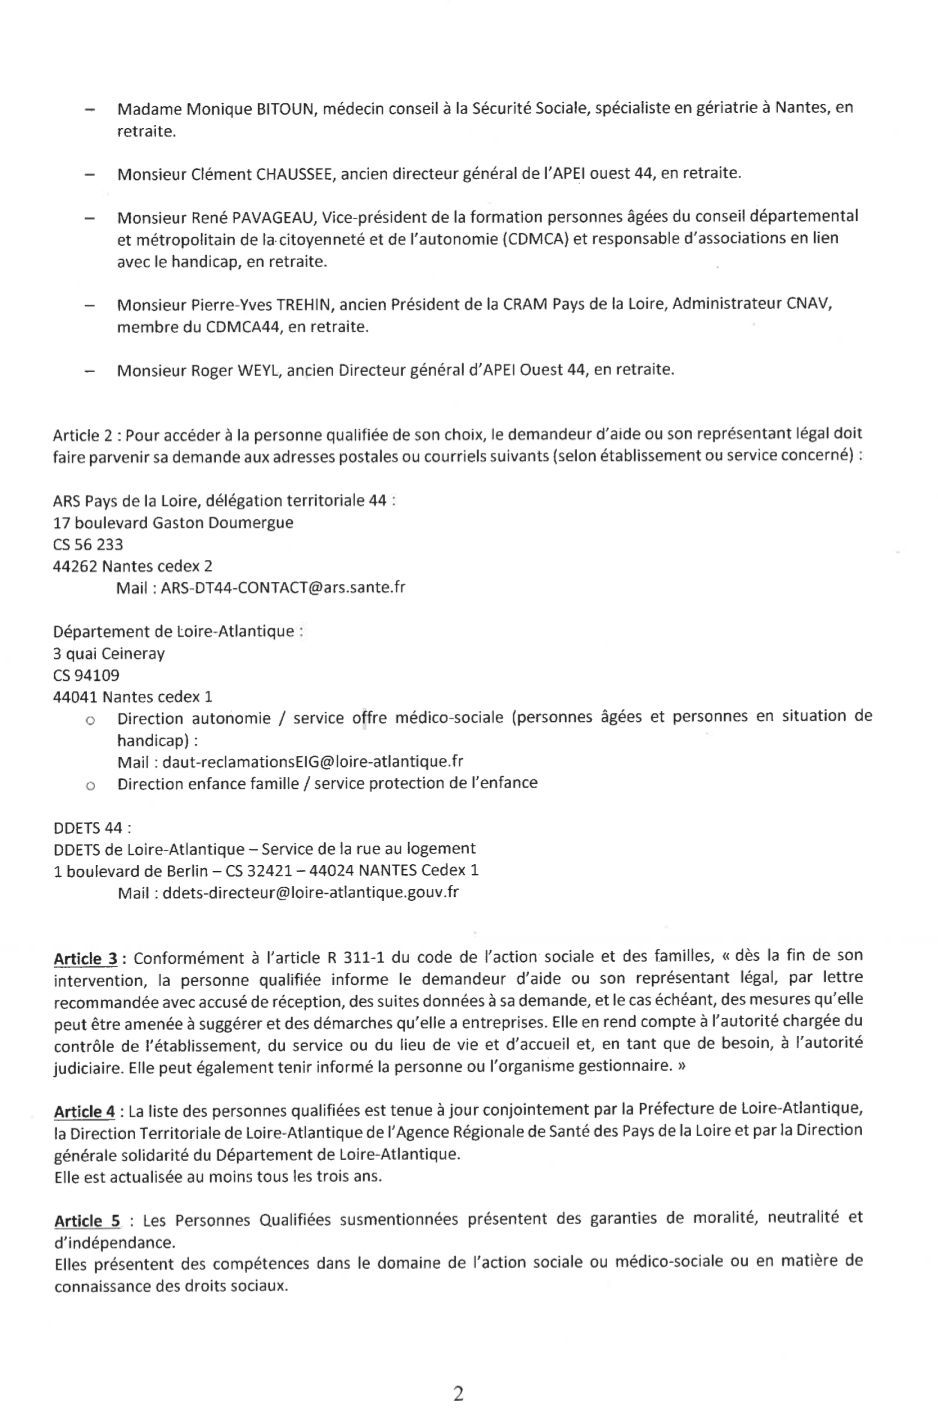 – Madame Monique BITOUN, médecin conseil à la Sécurité Sociale, spécialiste en gériatrie à Nantes, en
retraite.
– Monsieur Clément CHAUSSEE, ancien directeur général de l'APEI ouest 44, en retraite.
– Monsieur René PAVAGEAU, Vice-président de la formation personnes âgées du conseil départemental
et métropolitain de la citoyenneté et de l'autonomie (CDMCA) et responsable d'associations en lien
avec le handicap, en retraite.
– Monsieur Pierre-Yves TREHIN, ancien Président de la CRAM Pays de la Loire, Administrateur CNAV,
membre du CDMCA44, en retraite.
– Monsieur Roger WEYL, ancien Directeur général d'APEI Ouest 44, en retraite.
Article 2 : Pour accéder à la personne qualifiée de son choix, le demandeur d'aide ou son représentant légal doit
faire parvenir sa demande aux adresses postales ou courriels suivants (selon établissement ou service concerné) :
ARS Pays de la Loire, délégation territoriale 44 :
17 boulevard Gaston Doumergue
CS 56 233
44262 Nantes cedex 2
Mail : ARS-DT44-CONTACT@ars.sante.fr
Département de Loire-Atlantique :
3 quai Ceineray
CS 94109
44041 Nantes cedex 1
o Direction autonomie / service offre médico-sociale (personnes âgées et personnes en situation de
handicap) :
Mail : daut-reclamationsEIG@loire-atlantique.fr
o Direction enfance famille / service protection de l'enfance
DDETS 44 :
DDETS de Loire-Atlantique – Service de la rue au logement
1 boulevard de Berlin – CS 32421 – 44024 NANTES Cedex 1
Mail : ddets-directeur@loire-atlantique.gouv.fr
Article 3 : Conformément à l'article R 311-1 du code de l'action sociale et des familles, « dès la fin de son
intervention, la personne qualifiée informe le demandeur d'aide ou son représentant légal, par lettre
recommandée avec accusé de réception, des suites données à sa demande, et le cas échéant, des mesures qu'elle
peut être amenée à suggérer et des démarches qu'elle a entreprises. Elle en rend compte à l'autorité chargée du
contrôle de l'établissement, du service ou du lieu de vie et d'accueil et, en tant que de besoin, à l'autorité
judiciaire. Elle peut également tenir informé la personne ou l'organisme gestionnaire. »
Article 4 : La liste des personnes qualifiées est tenue à jour conjointement par la Préfecture de Loire-Atlantique,
la Direction Territoriale de Loire-Atlantique de l'Agence Régionale de Santé des Pays de la Loire et par la Direction
générale solidarité du Département de Loire-Atlantique.
Elle est actualisée au moins tous les trois ans.
Article 5 : Les Personnes Qualifiées susmentionnées présentent des garanties de moralité, neutralité et
d'indépendance.
Elles présentent des compétences dans le domaine de l'action sociale ou médico-sociale ou en matière de
connaissance des droits sociaux.
2